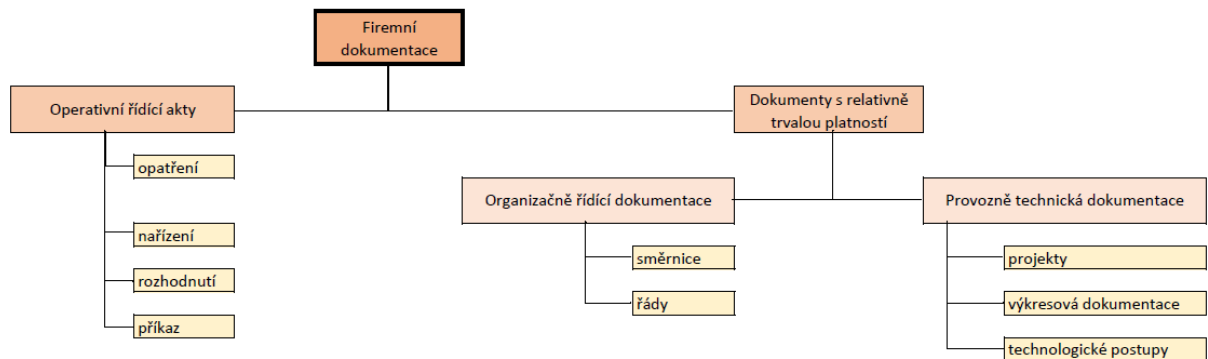 Firemní
dokumentace
Operativní řídící akty
Dokumenty s relativně
trvalou platností
opatření
nařízení
rozhodnutí
příkaz
Organizačně řídící dokumentace
směrnice
řády
Provozně technická dokumentace
projekty
výkresová dokumentace
technologické postupy